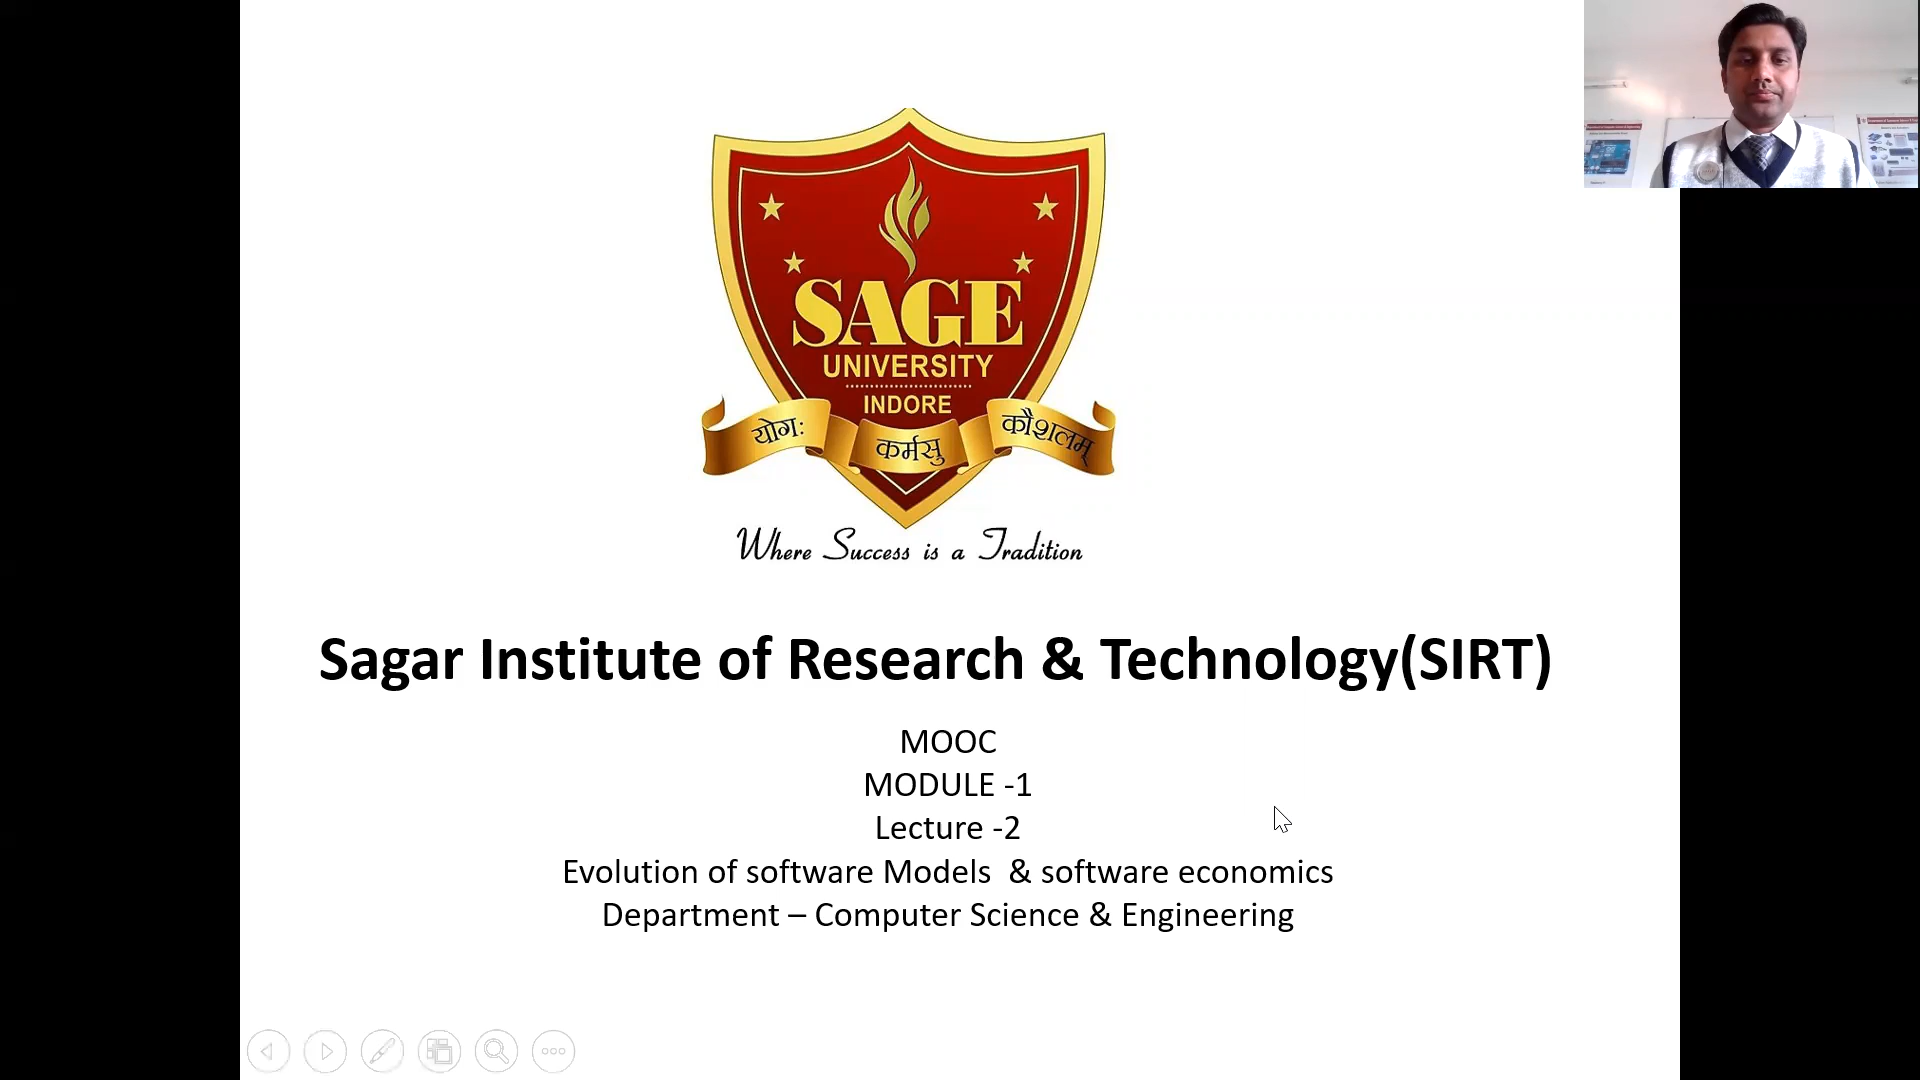 SAGE
UNIVERSITY
INDORE
योगः कर्मसु कौशलम्
Where Success is a Tradition
Sagar Institute of Research & Technology(SIRT)
MOOC
MODULE -1
Lecture -2
Evolution of software Models & software economics
Department – Computer Science & Engineering